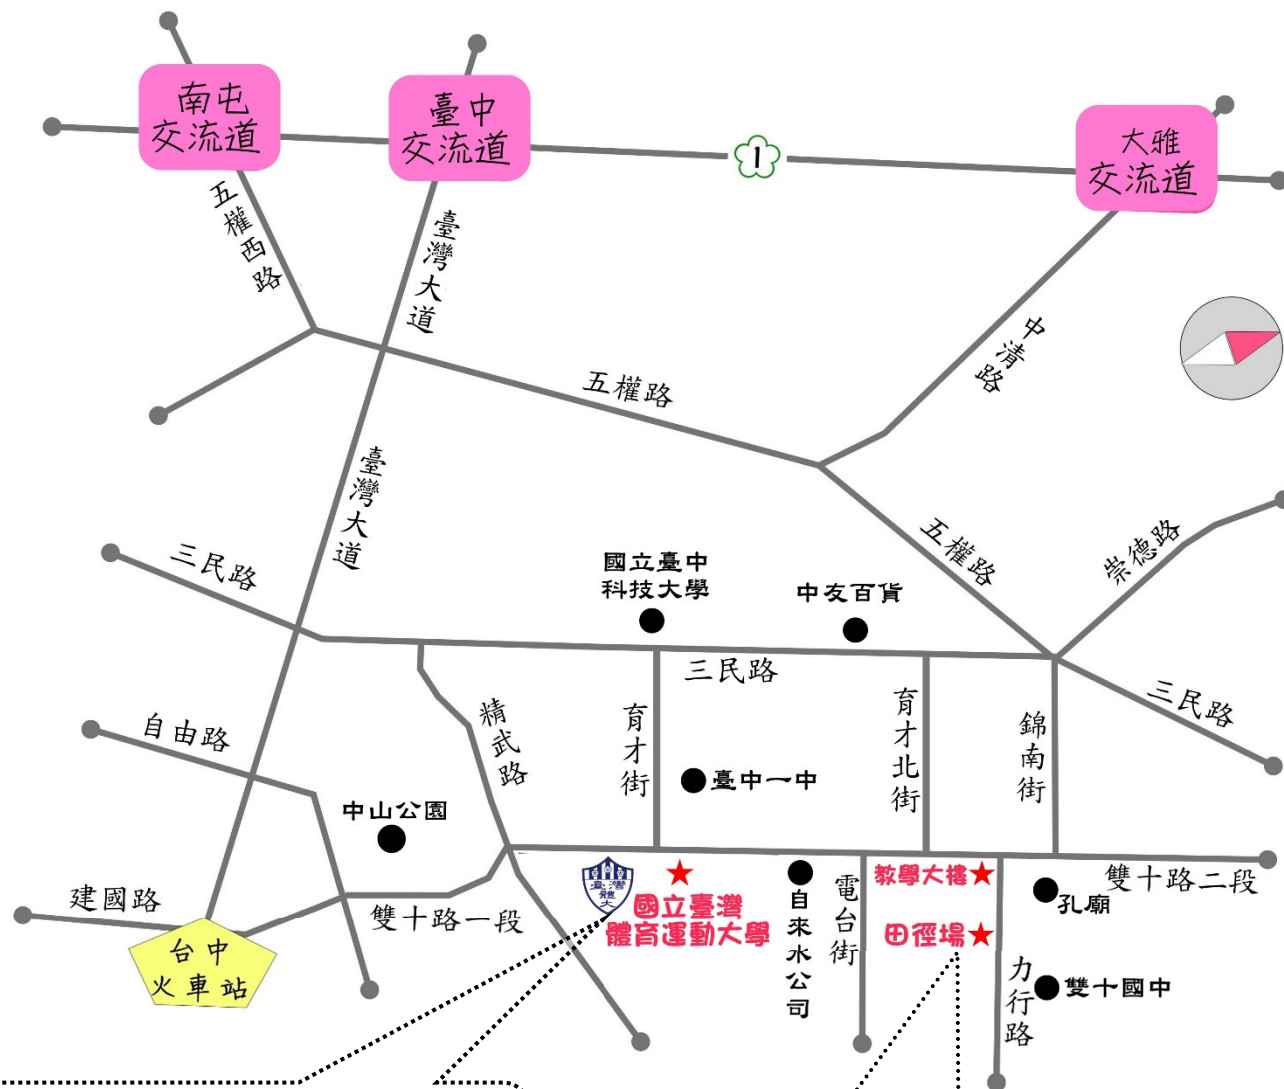 南屯
交流道
臺中
交流道
1
大雅
交流道
五權西路
臺灣大道
中清路
五權路
臺灣大道
五權路
崇德路
三民路
國立臺中
科技大學
中友百貨
三民路
三民路
自由路
精武路
育才街
育才北街
錦南街
臺中一中
中山公園
建國路
雙十路一段
台中
火車站
臺灣
體大
國立臺灣
體育運動大學
自來水公司
電台街
教學大樓
田徑場
雙十路二段
孔廟
力行路
雙十國中